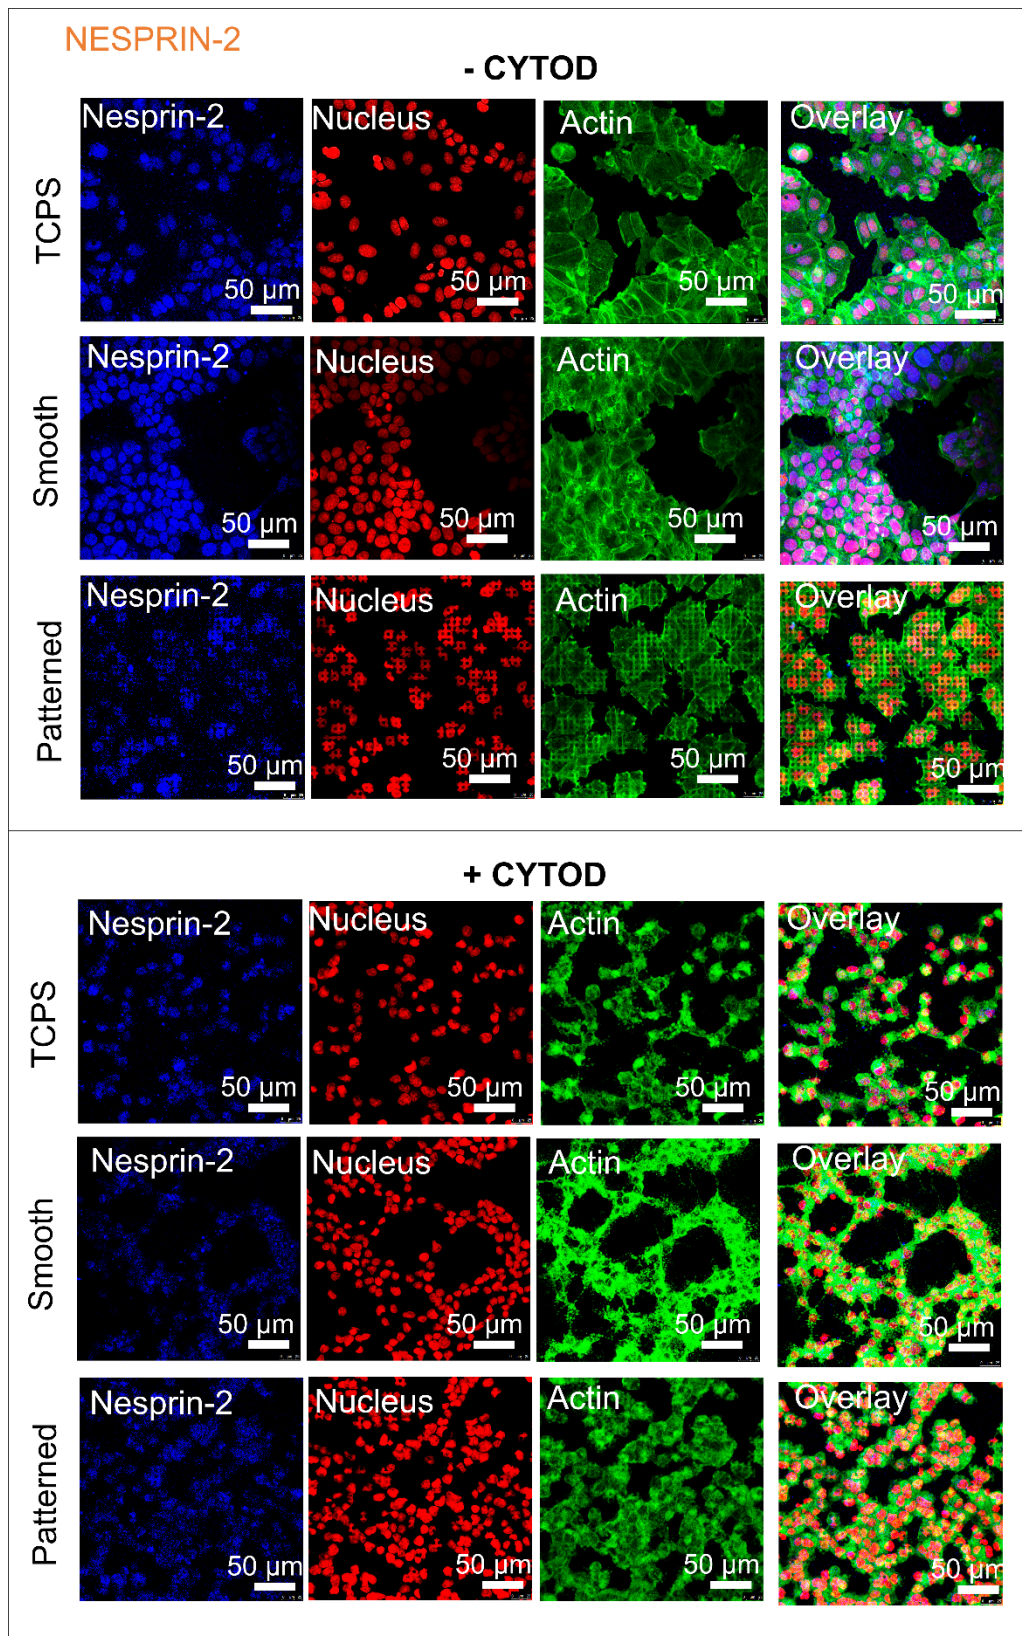 NESPRIN-2
- CYTOD
Nesprin-2 Nucleus Actin Overlay
TCPS
50 µm 50 µm 50 µm 50 µm
Nesprin-2 Nucleus Actin Overlay
Smooth
50 µm 50 µm 50 µm 50 µm
Nesprin-2 Nucleus Actin Overlay
Patterned
50 µm 50 µm 50 µm 50 µm
+ CYTOD
Nesprin-2 Nucleus Actin Overlay
TCPS
50 µm 50 µm 50 µm 50 µm
Nesprin-2 Nucleus Actin Overlay
Smooth
50 µm 50 µm 50 µm 50 µm
Nesprin-2 Nucleus Actin Overlay
Patterned
50 µm 50 µm 50 µm 50 µm